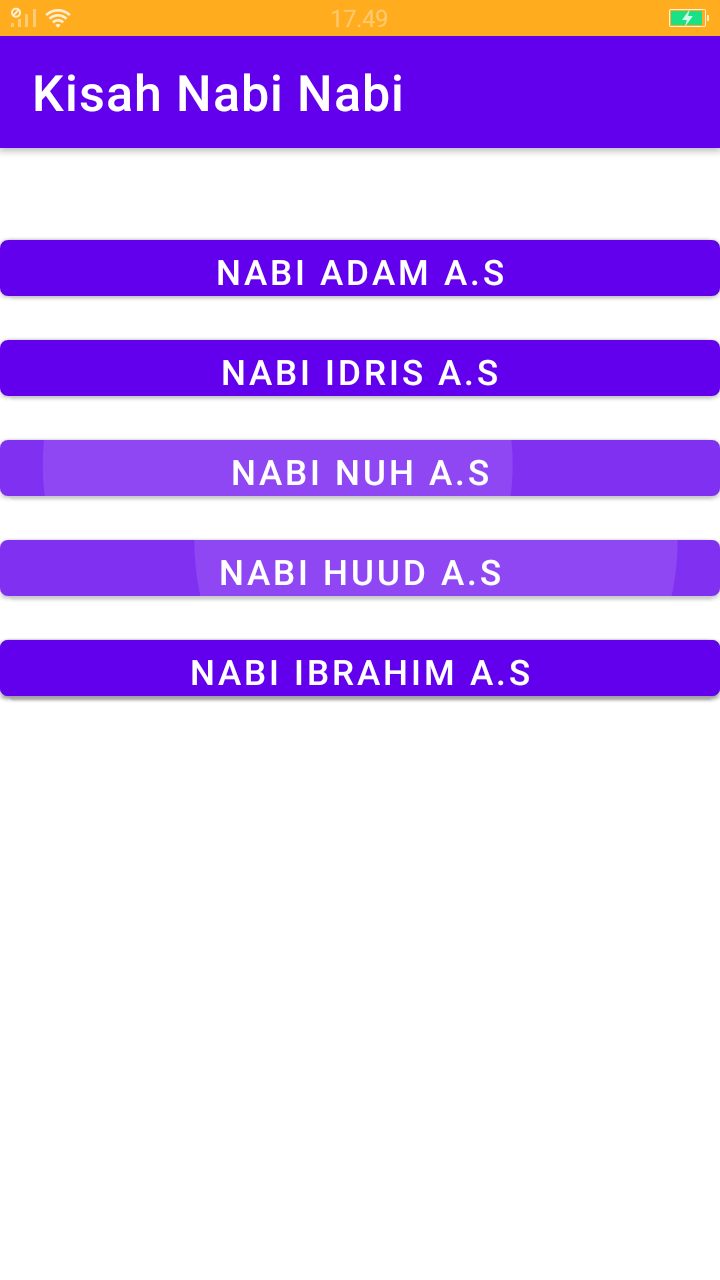 17.49
Kisah Nabi Nabi
NABI ADAM A.S
NABI IDRIS A.S
NABI NUH A.S
NABI HUUD A.S
NABI IBRAHIM A.S